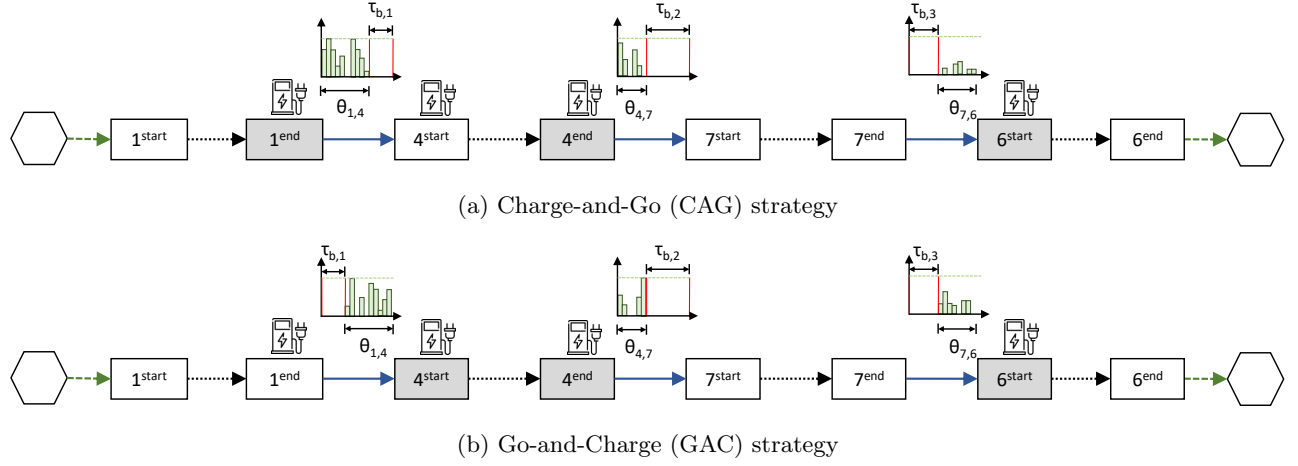 τb,1 τb,2 τb,3
θ1,4 θ4,7 θ7,6
1start 1end 4start 4end 7start 7end 6start 6end
(a) Charge-and-Go (CAG) strategy
τb,1 τb,2 τb,3
θ1,4 θ4,7 θ7,6
1start 1end 4start 4end 7start 7end 6start 6end
(b) Go-and-Charge (GAC) strategy